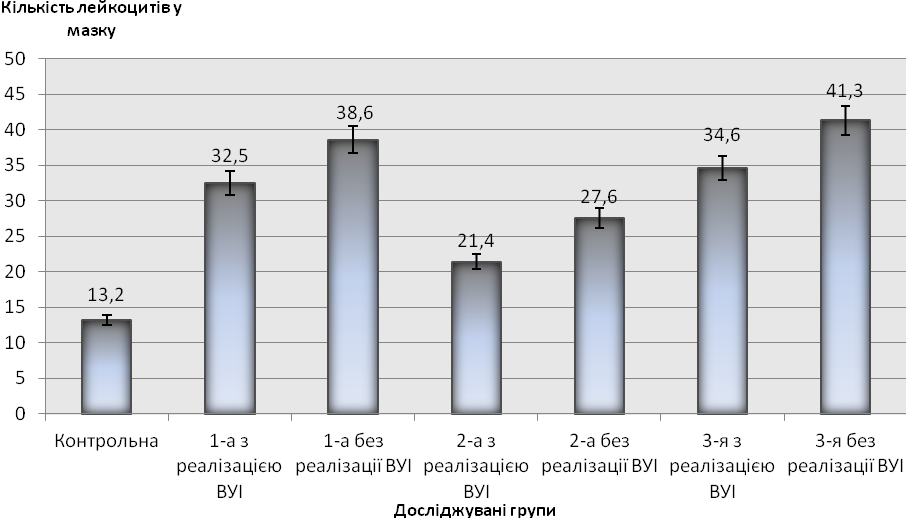 Кількість лейкоцитів у
мазку
50
45
40
35
30
25
20
15
10
5
0
13,2
32,5
38,6
21,4
27,6
34,6
41,3
Контрольна
1-а з
реалізацією
ВУІ
1-а без
реалізації ВУІ
2-а з
реалізацією
ВУІ
2-а без
реалізації ВУІ
3-я з
реалізацією
ВУІ
3-я без
реалізації ВУІ
Досліджувані групи